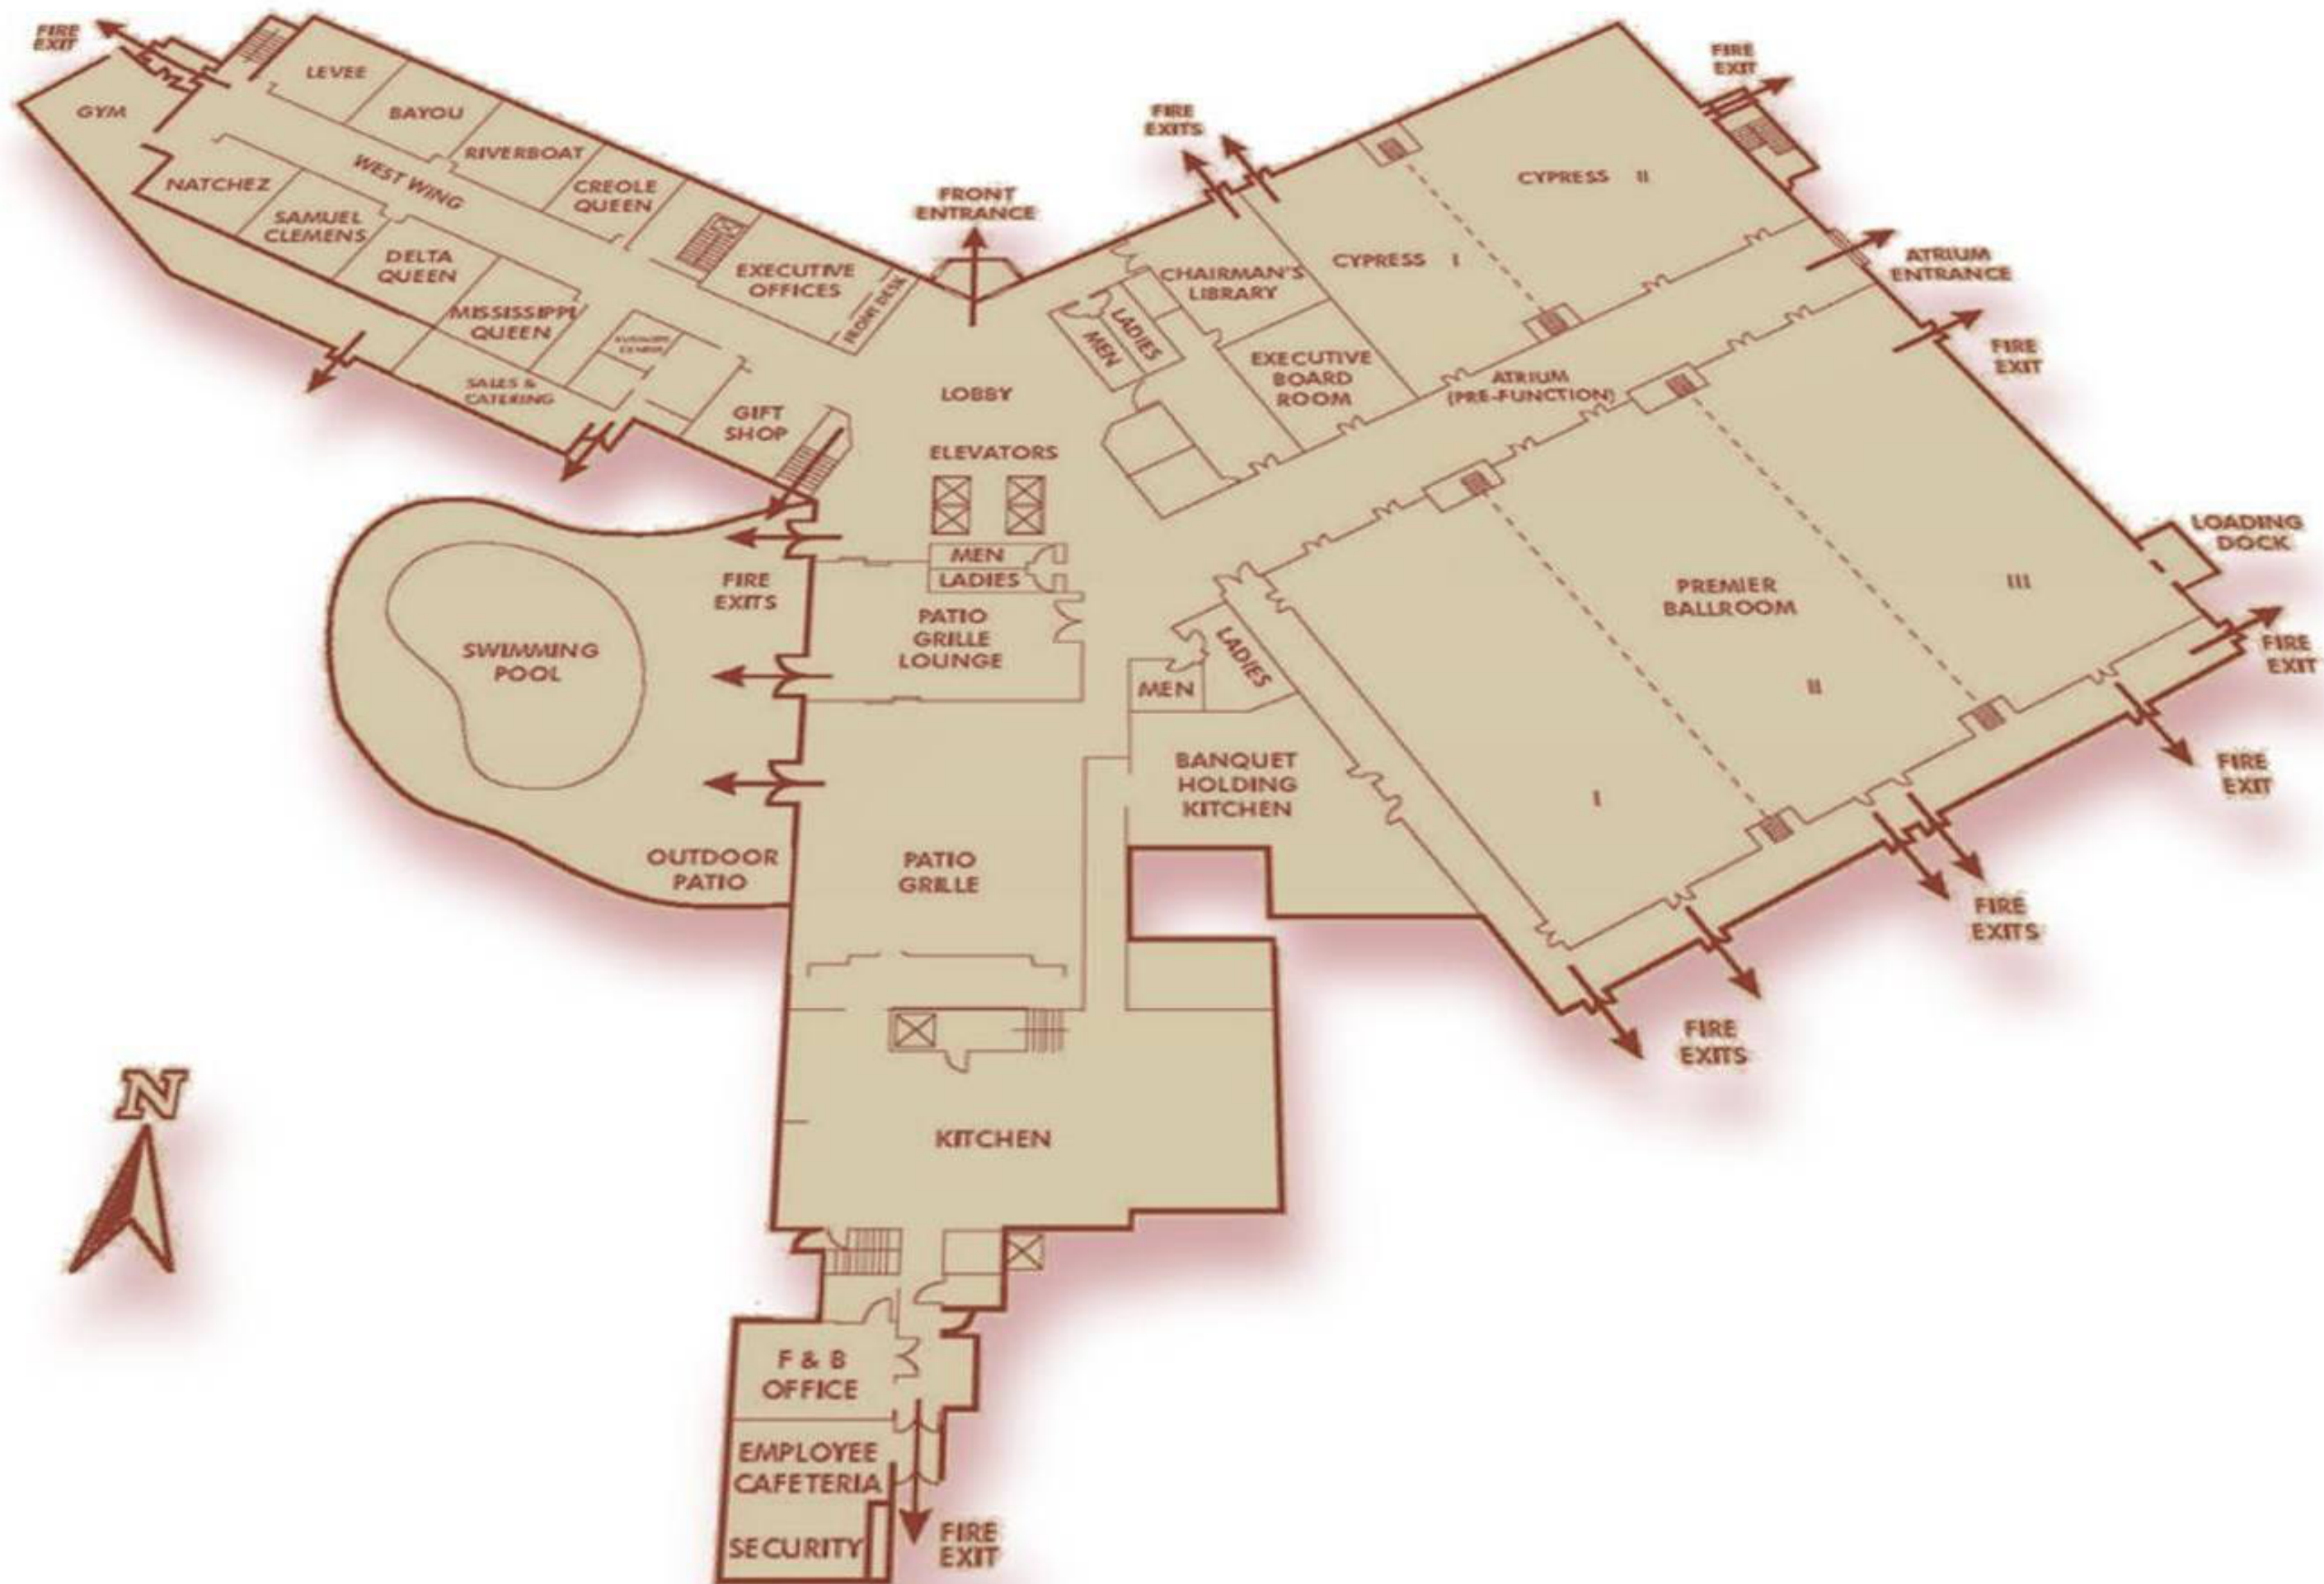 FIRE
EXIT
GYM
LEVEE
BAYOU
RIVERBOAT
CREOLE
QUEEN
WEST WING
NATCHEZ
SAMUEL
CLEMENS
DELTA
QUEEN
MISSISSIPPI
QUEEN
EXECUTIVE
OFFICES
FRONT DESK
BUSINESS
CENTER
SALES &
CATERING
GIFT
SHOP
FRONT
ENTRANCE
LOBBY
ELEVATORS
MEN
LADIES
FIRE
EXITS
CHAIRMAN'S
LIBRARY
LADIES
MEN
EXECUTIVE
BOARD
ROOM
CYPRESS I
CYPRESS II
FIRE
EXIT
ATRIUM
ENTRANCE
FIRE
EXIT
ATRIUM
(PRE-FUNCTION)
LOADING
DOCK
PREMIER
BALLROOM
III
II
I
FIRE
EXIT
FIRE
EXIT
FIRE
EXITS
FIRE
EXITS
LADIES
MEN
BANQUET
HOLDING
KITCHEN
FIRE
EXITS
SWIMMING
POOL
OUTDOOR
PATIO
PATIO
GRILLE
LOUNGE
PATIO
GRILLE
KITCHEN
N
F & B
OFFICE
EMPLOYEE
CAFETERIA
SECURITY
FIRE
EXIT